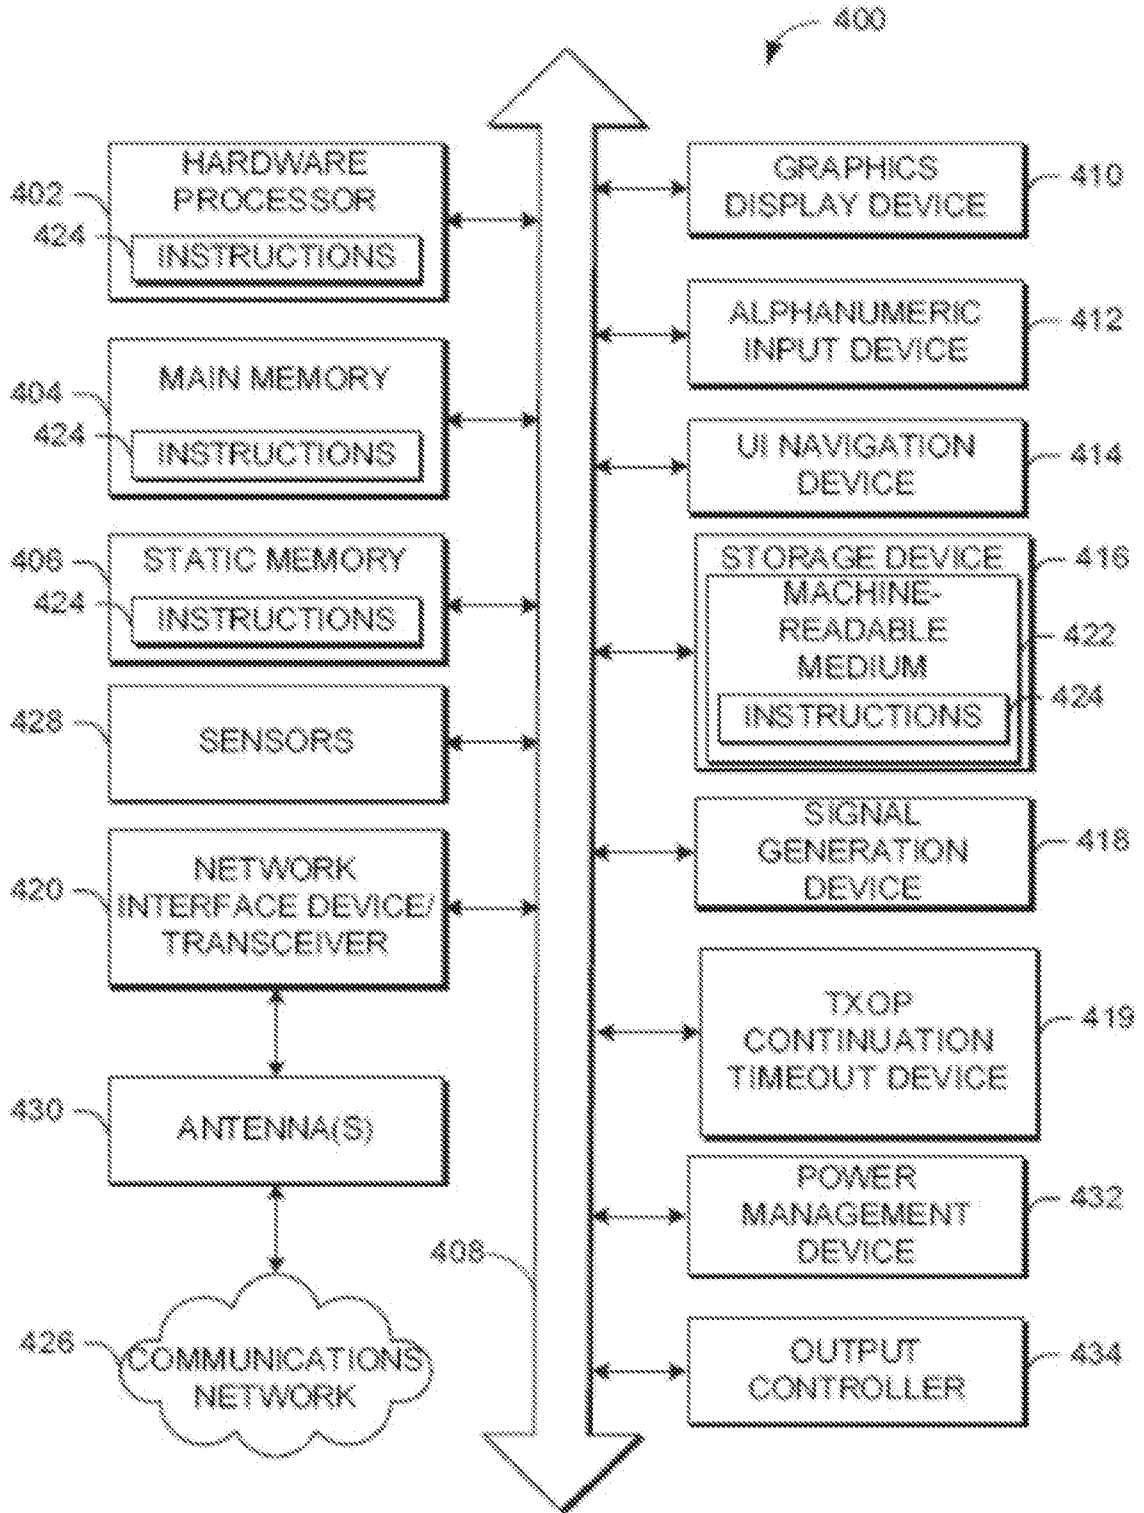 400
HARDWARE
PROCESSOR
402
424
INSTRUCTIONS
MAIN MEMORY
404
424
INSTRUCTIONS
406
STATIC MEMORY
424
INSTRUCTIONS
428
SENSORS
420
NETWORK
INTERFACE DEVICE/
TRANSCEIVER
430
ANTENNA(S)
408
426
COMMUNICATIONS
NETWORK
GRAPHICS
DISPLAY DEVICE
410
ALPHANUMERIC
INPUT DEVICE
412
UI NAVIGATION
DEVICE
414
STORAGE DEVICE
416
MACHINE-
READABLE
MEDIUM
422
424
INSTRUCTIONS
SIGNAL
GENERATION
DEVICE
418
TXOP
CONTINUATION
TIMEOUT DEVICE
419
POWER
MANAGEMENT
DEVICE
432
OUTPUT
CONTROLLER
434